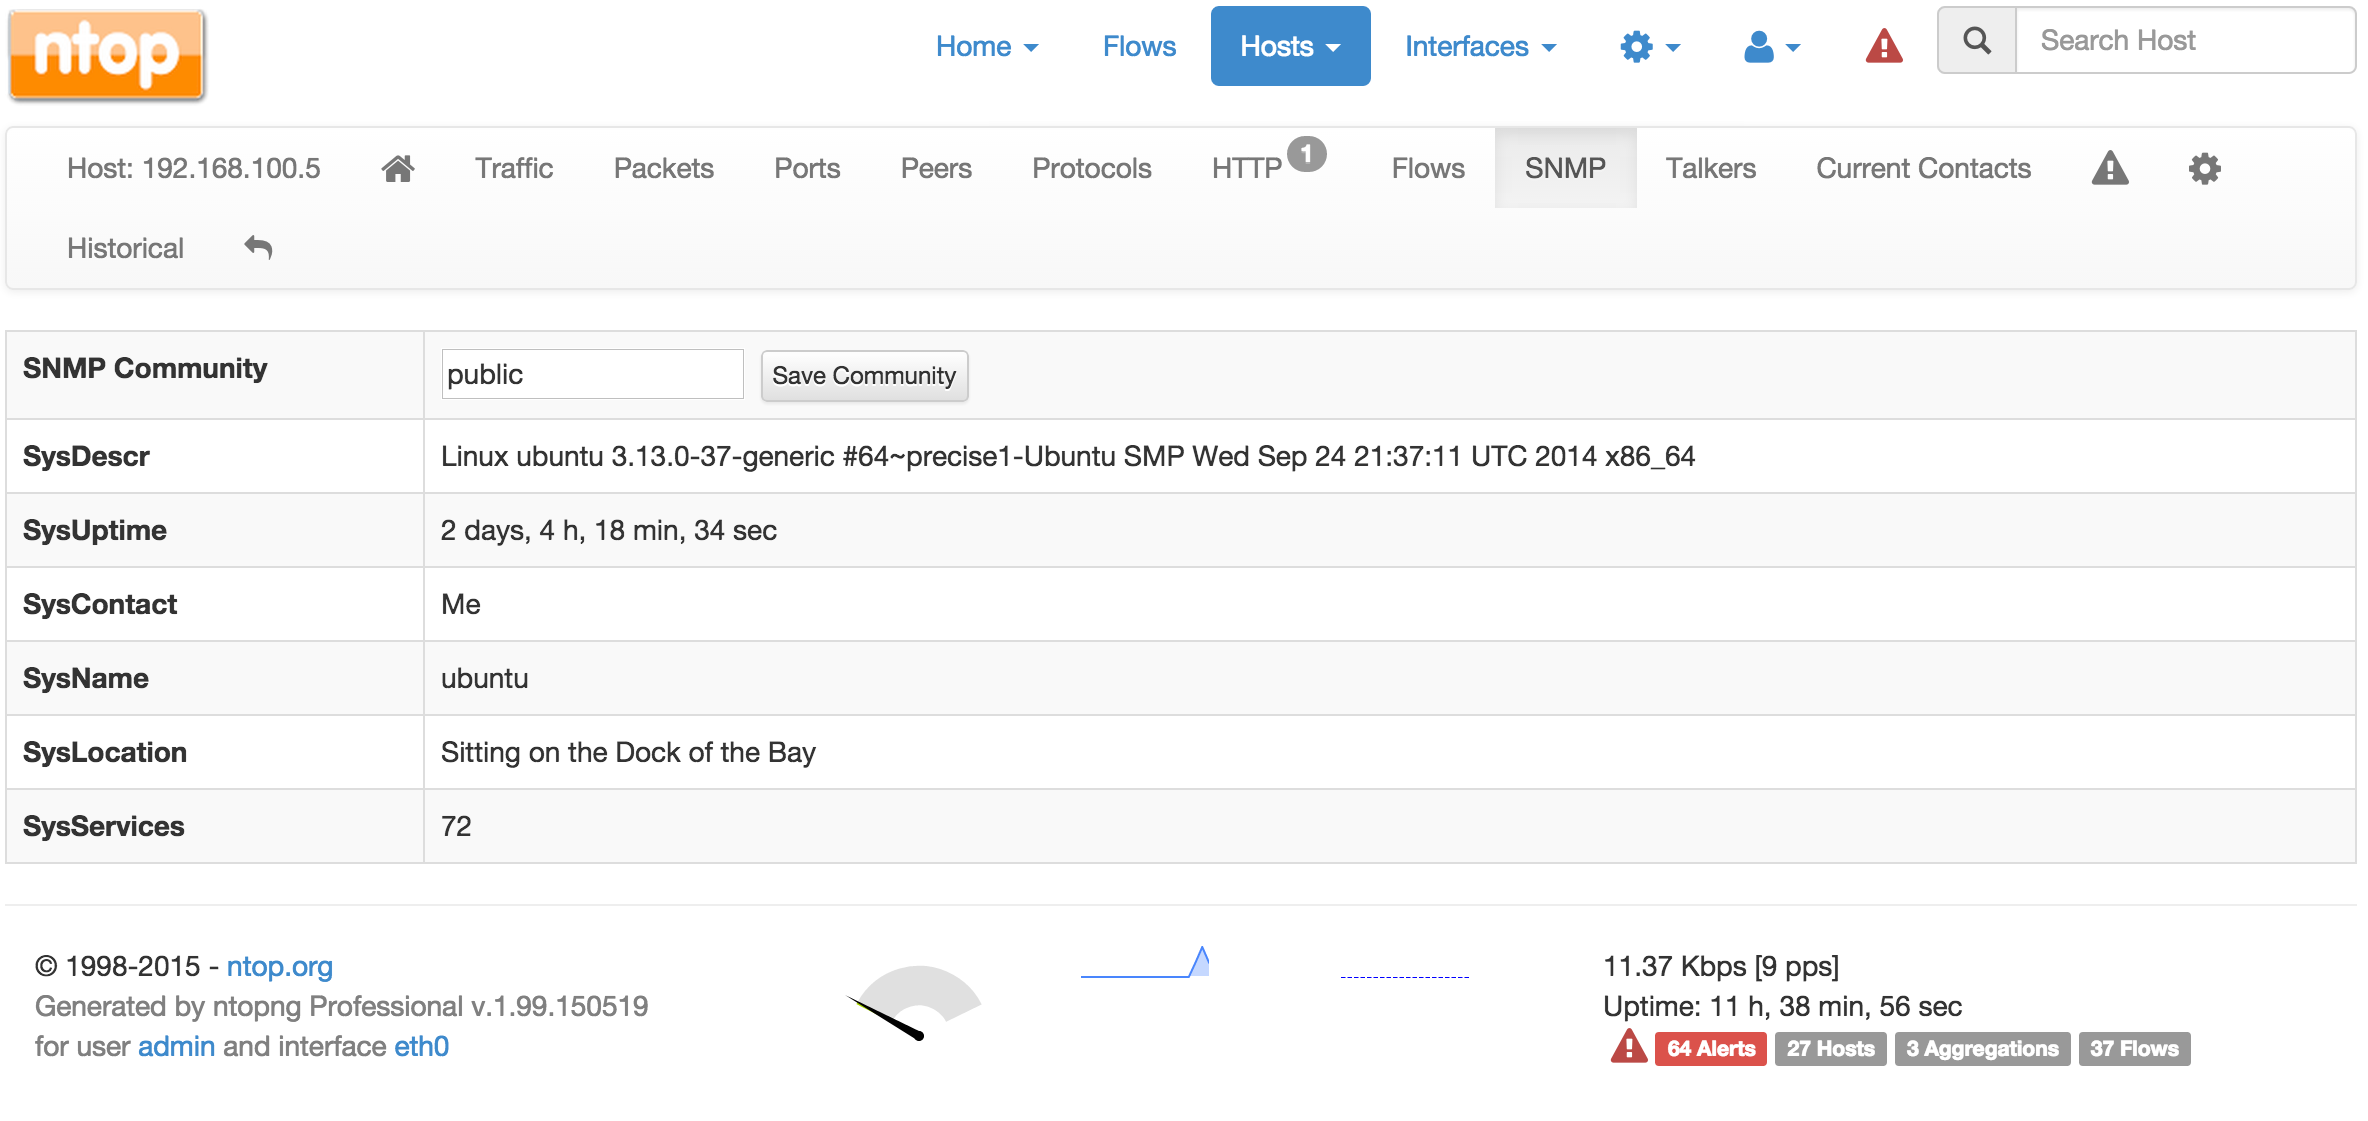 ntop
Home Flows Hosts Interfaces Search Host
Host: 192.168.100.5 Traffic Packets Ports Peers Protocols HTTP 1 Flows SNMP Talkers Current Contacts
Historical
SNMP Community public Save Community
SysDescr Linux ubuntu 3.13.0-37-generic #64~precise1-Ubuntu SMP Wed Sep 24 21:37:11 UTC 2014 x86_64
SysUptime 2 days, 4 h, 18 min, 34 sec
SysContact Me
SysName ubuntu
SysLocation Sitting on the Dock of the Bay
SysServices 72
© 1998-2015 - ntop.org
Generated by ntopng Professional v.1.99.150519
for user admin and interface eth0
11.37 Kbps [9 pps]
Uptime: 11 h, 38 min, 56 sec
64 Alerts 27 Hosts 3 Aggregations 37 Flows